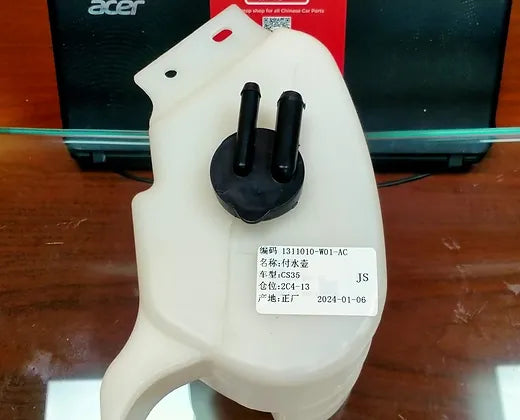 acer
shop for all Chinese Car Parts
编码 1311010-W01-AC
名称:付水壶
车型:CS35
JS
仓位:2C4-13
产地:正厂 2024-01-06